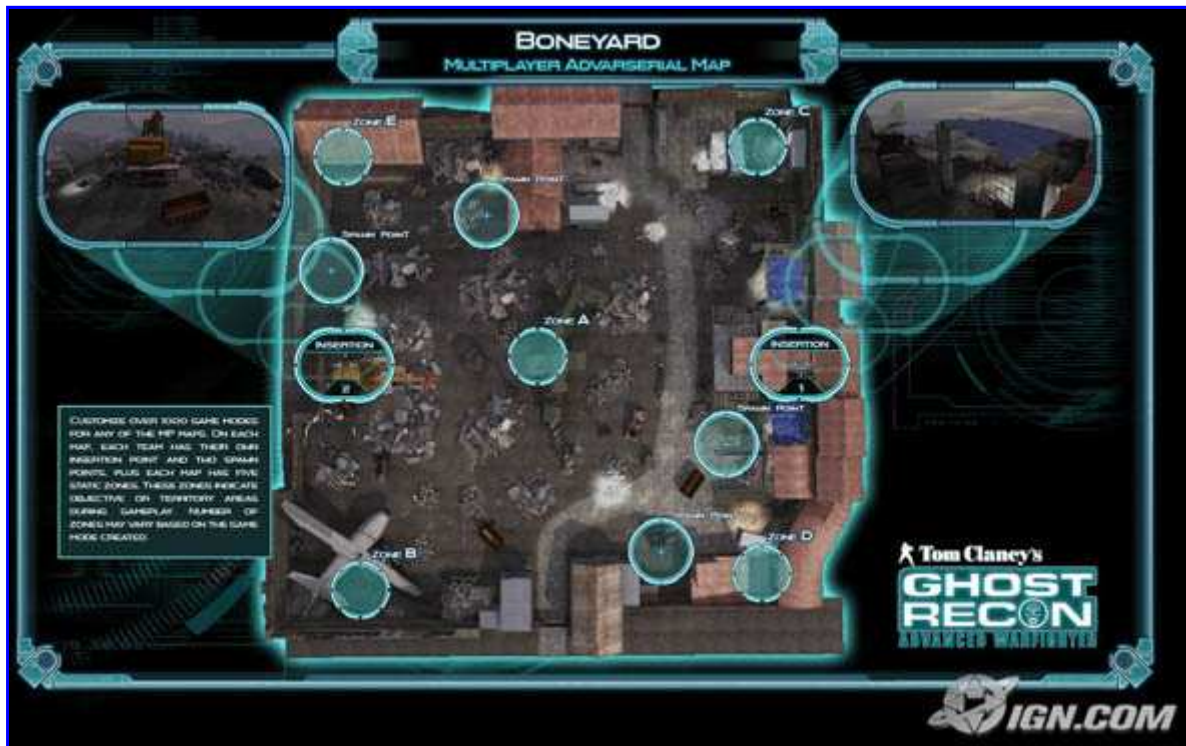 BONEYARD
MULTIPLAYER ADVARSERIAL MAP
ZONE E
ZONE C
SPAWN POINT
SPAWN POINT
ZONE A
INSERTION
2
INSERTION
1
SPAWN POINT
CUSTOMIZE OVER 1000 GAME MODES
FOR ANY OF THE MP MAPS. ON EACH
MAP, EACH TEAM HAS THEIR OWN
INSERTION POINT AND TWO SPAWN
POINTS, PLUS EACH MAP HAS FIVE
STATIC ZONES. THESE ZONES INDICATE
OBJECTIVE OR TERRITORY AREAS
DURING GAMEPLAY. NUMBER OF
ZONES MAY VARY BASED ON THE GAME
MODE CREATED.
SPAWN POINT
ZONE D
ZONE B
Tom Clancy's
GHOST
RECON
ADVANCED WARFIGHTER
IGN.COM